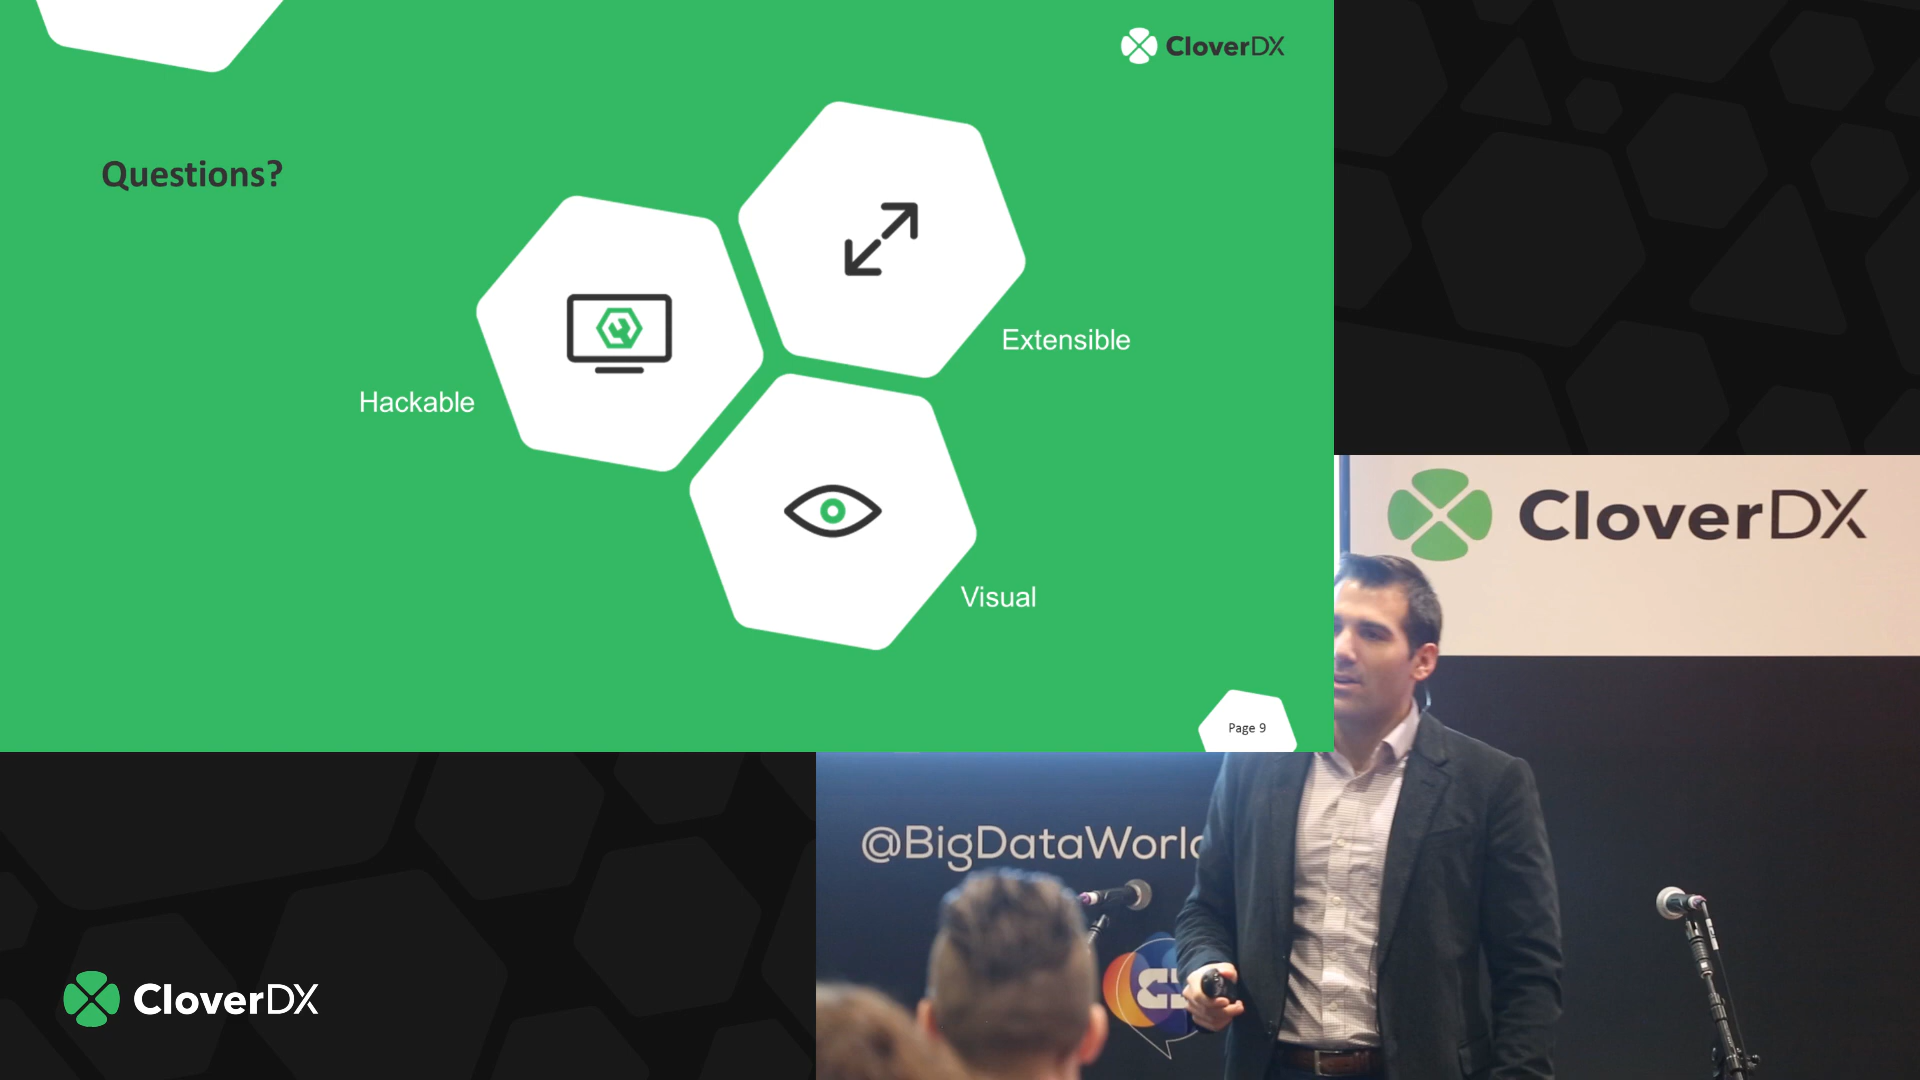 CloverDX
Questions?
Extensible
Hackable
Visual
Page 9
CloverDX
@BigDataWorl
CloverDX